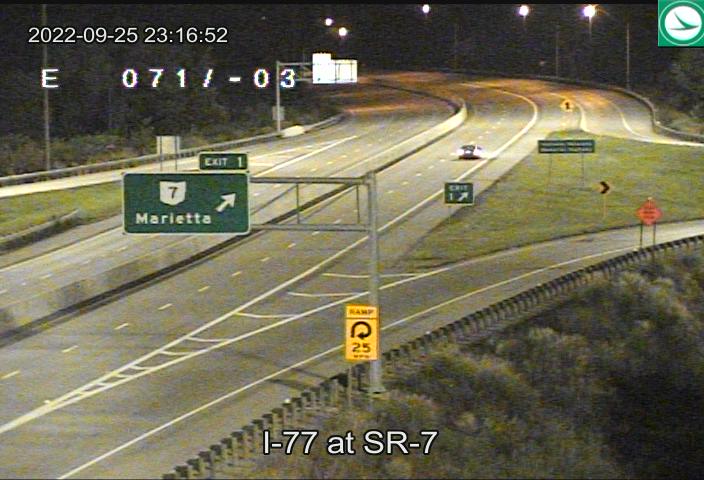 2022-09-25 23:16:52
E 071/-03
EXIT 1
7
Marietta
EXIT
1
RAMP
25
MPH
I-77 at SR-7